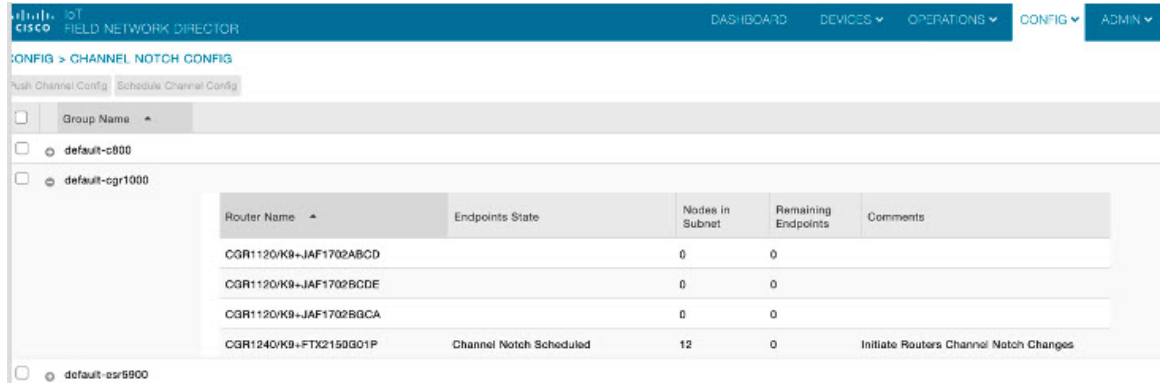 cisco IoT
FIELD NETWORK DIRECTOR
DASHBOARD DEVICES OPERATIONS CONFIG ADMIN
CONFIG > CHANNEL NOTCH CONFIG
Push Channel Config Schedule Channel Config
Group Name
default-c800
default-cgr1000
Router Name Endpoints State Nodes in Subnet Remaining Endpoints Comments
CGR1120/K9+JAF1702ABCD 0 0
CGR1120/K9+JAF1702BCDE 0 0
CGR1120/K9+JAF1702BGCA 0 0
CGR1240/K9+FTX2150G01P Channel Notch Scheduled 12 0 Initiate Routers Channel Notch Changes
default-esr5900